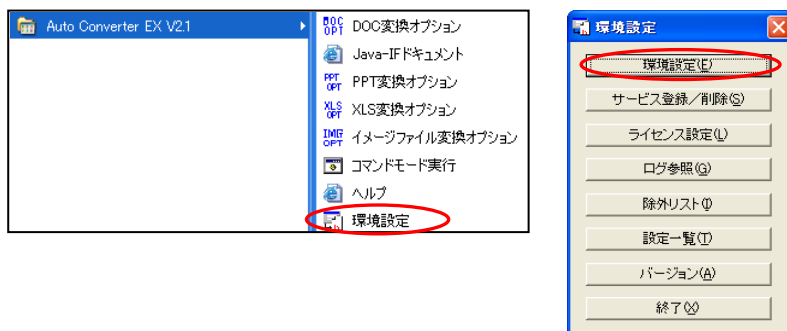 Auto Converter EX V2.1
DOC OPT DOC変換オプション
Java-IFドキュメント
PPT OPT PPT変換オプション
XLS OPT XLS変換オプション
IMG OPT イメージファイル変換オプション
コマンドモード実行
ヘルプ
環境設定
環境設定
環境設定(E)
サービス登録／削除(S)
ライセンス設定(L)
ログ参照(G)
除外リスト(I)
設定一覧(T)
バージョン(A)
終了(X)